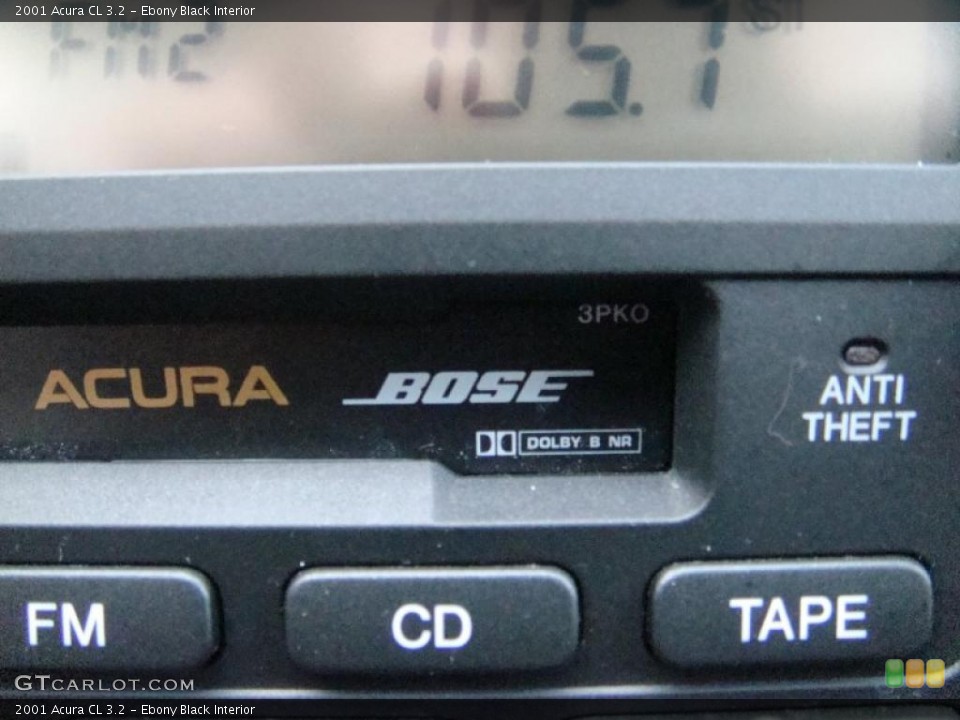 2001 Acura CL 3.2 – Ebony Black Interior
FM2 105.7
3PKO
ACURA BOSE
DOLBY B NR
ANTI
THEFT
FM CD TAPE
GTCARLOT.COM
2001 Acura CL 3.2 – Ebony Black Interior